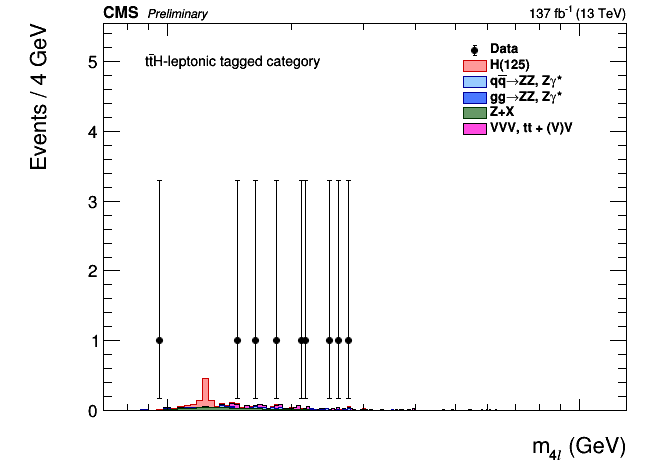 CMS Preliminary 137 fb⁻¹ (13 TeV)
Events / 4 GeV
5
4
3
2
1
0
tt̄H-leptonic tagged category
Data
H(125)
qq̄→ZZ, Zγ*
gg→ZZ, Zγ*
Z+X
VVV, tt + (V)V
m₄ₗ (GeV)